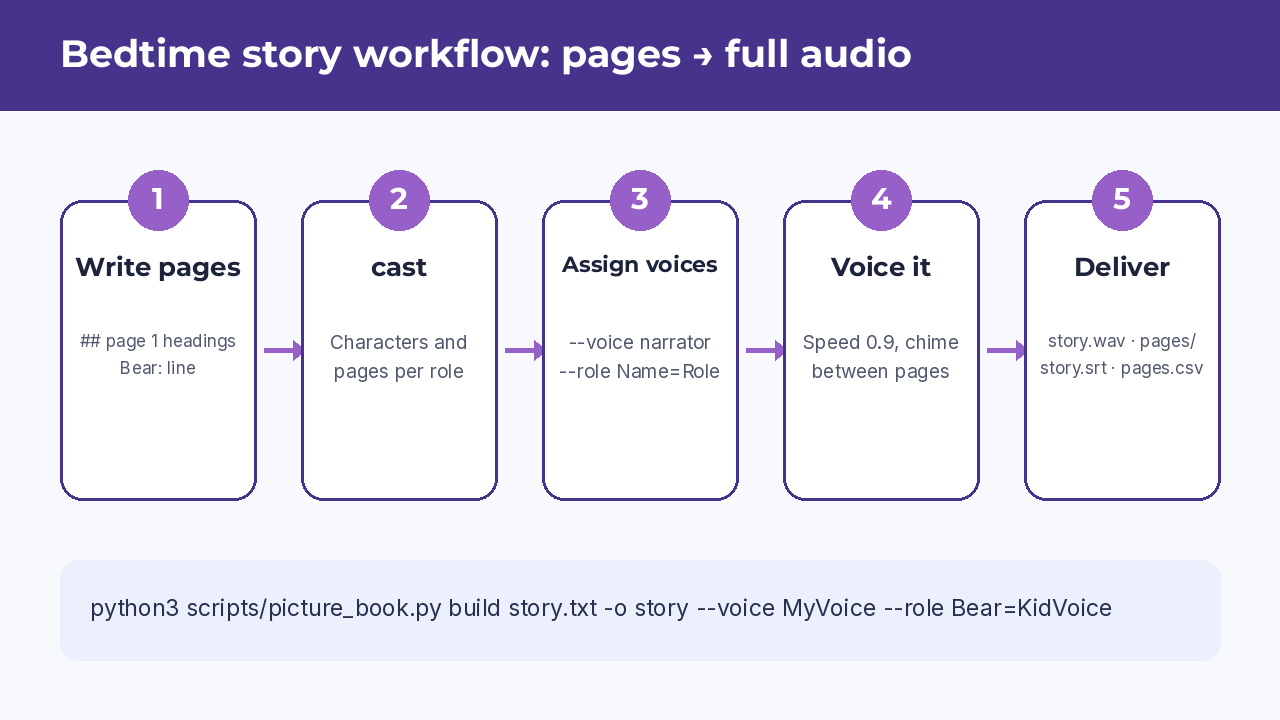 Bedtime story workflow: pages → full audio
1
Write pages
## page 1 headings
Bear: line
2
cast
Characters and
pages per role
3
Assign voices
--voice narrator
--role Name=Role
4
Voice it
Speed 0.9, chime
between pages
5
Deliver
story.wav · pages/
story.srt · pages.csv
python3 scripts/picture_book.py build story.txt -o story --voice MyVoice --role Bear=KidVoice